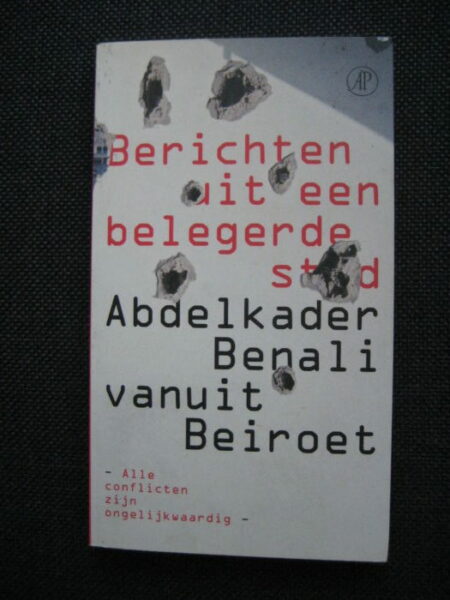 AP
Berichten
uit een
belegerde
stad
Abdelkader
Benali
vanuit
Beiroet
- Alle
conflicten
zijn
ongelijkwaardig -